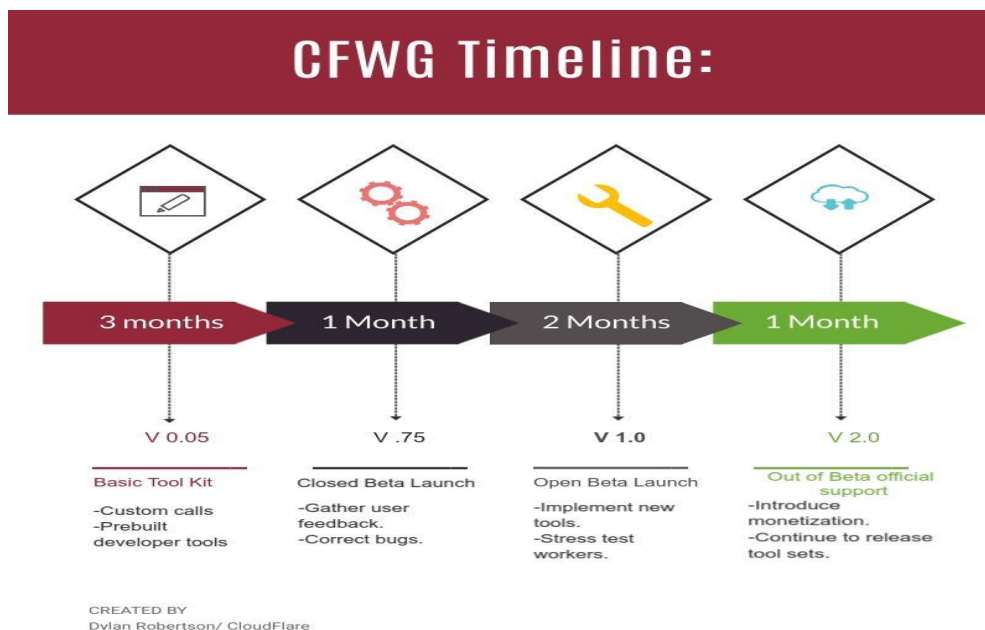 CFWG Timeline:
3 months
1 Month
2 Months
1 Month
V 0.05
V .75
V 1.0
V 2.0
Basic Tool Kit
-Custom calls
-Prebuilt
developer tools
Closed Beta Launch
-Gather user
feedback.
-Correct bugs.
Open Beta Launch
-Implement new
tools.
-Stress test
workers.
Out of Beta official
support
-Introduce
monetization.
-Continue to release
tool sets.
CREATED BY
Dylan Robertson/ CloudFlare